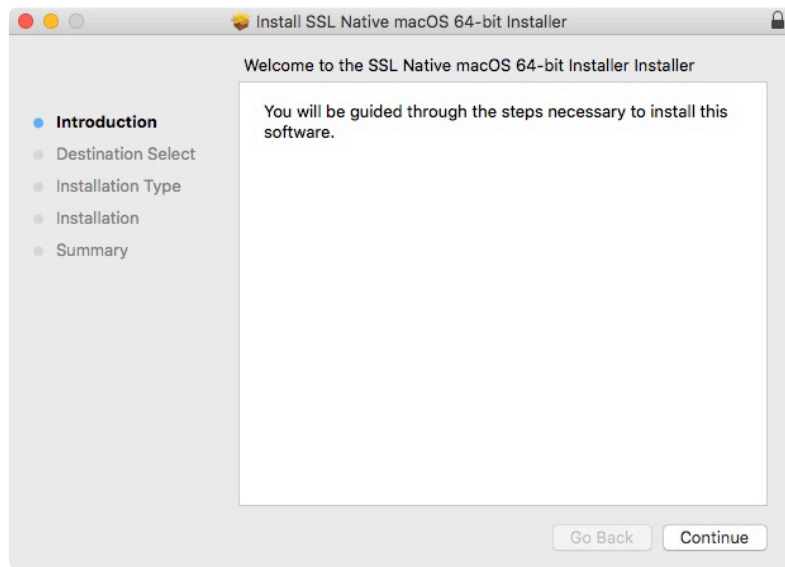 Install SSL Native macOS 64-bit Installer
Welcome to the SSL Native macOS 64-bit Installer Installer
Introduction
Destination Select
Installation Type
Installation
Summary
You will be guided through the steps necessary to install this
software.
Go Back
Continue